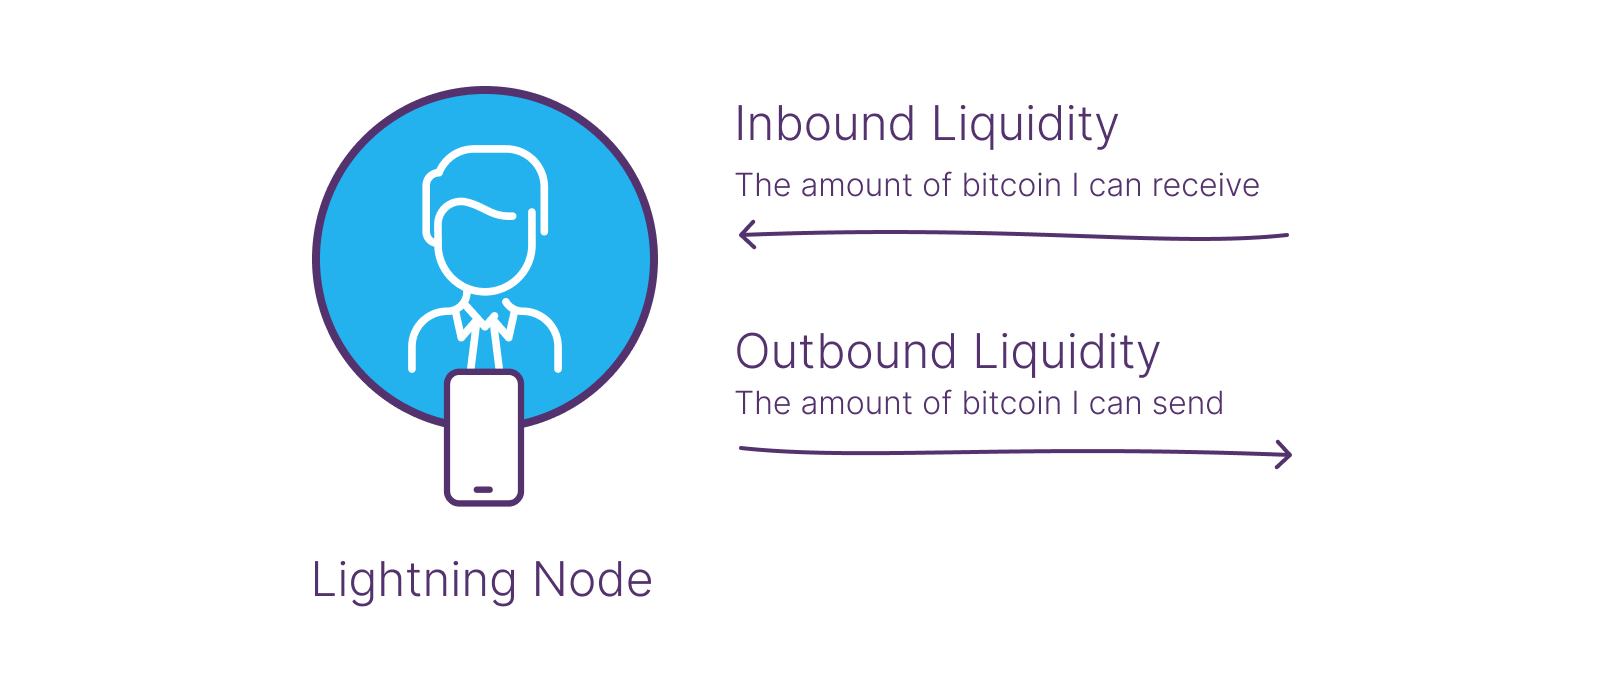 Inbound Liquidity
The amount of bitcoin I can receive
Outbound Liquidity
The amount of bitcoin I can send
Lightning Node